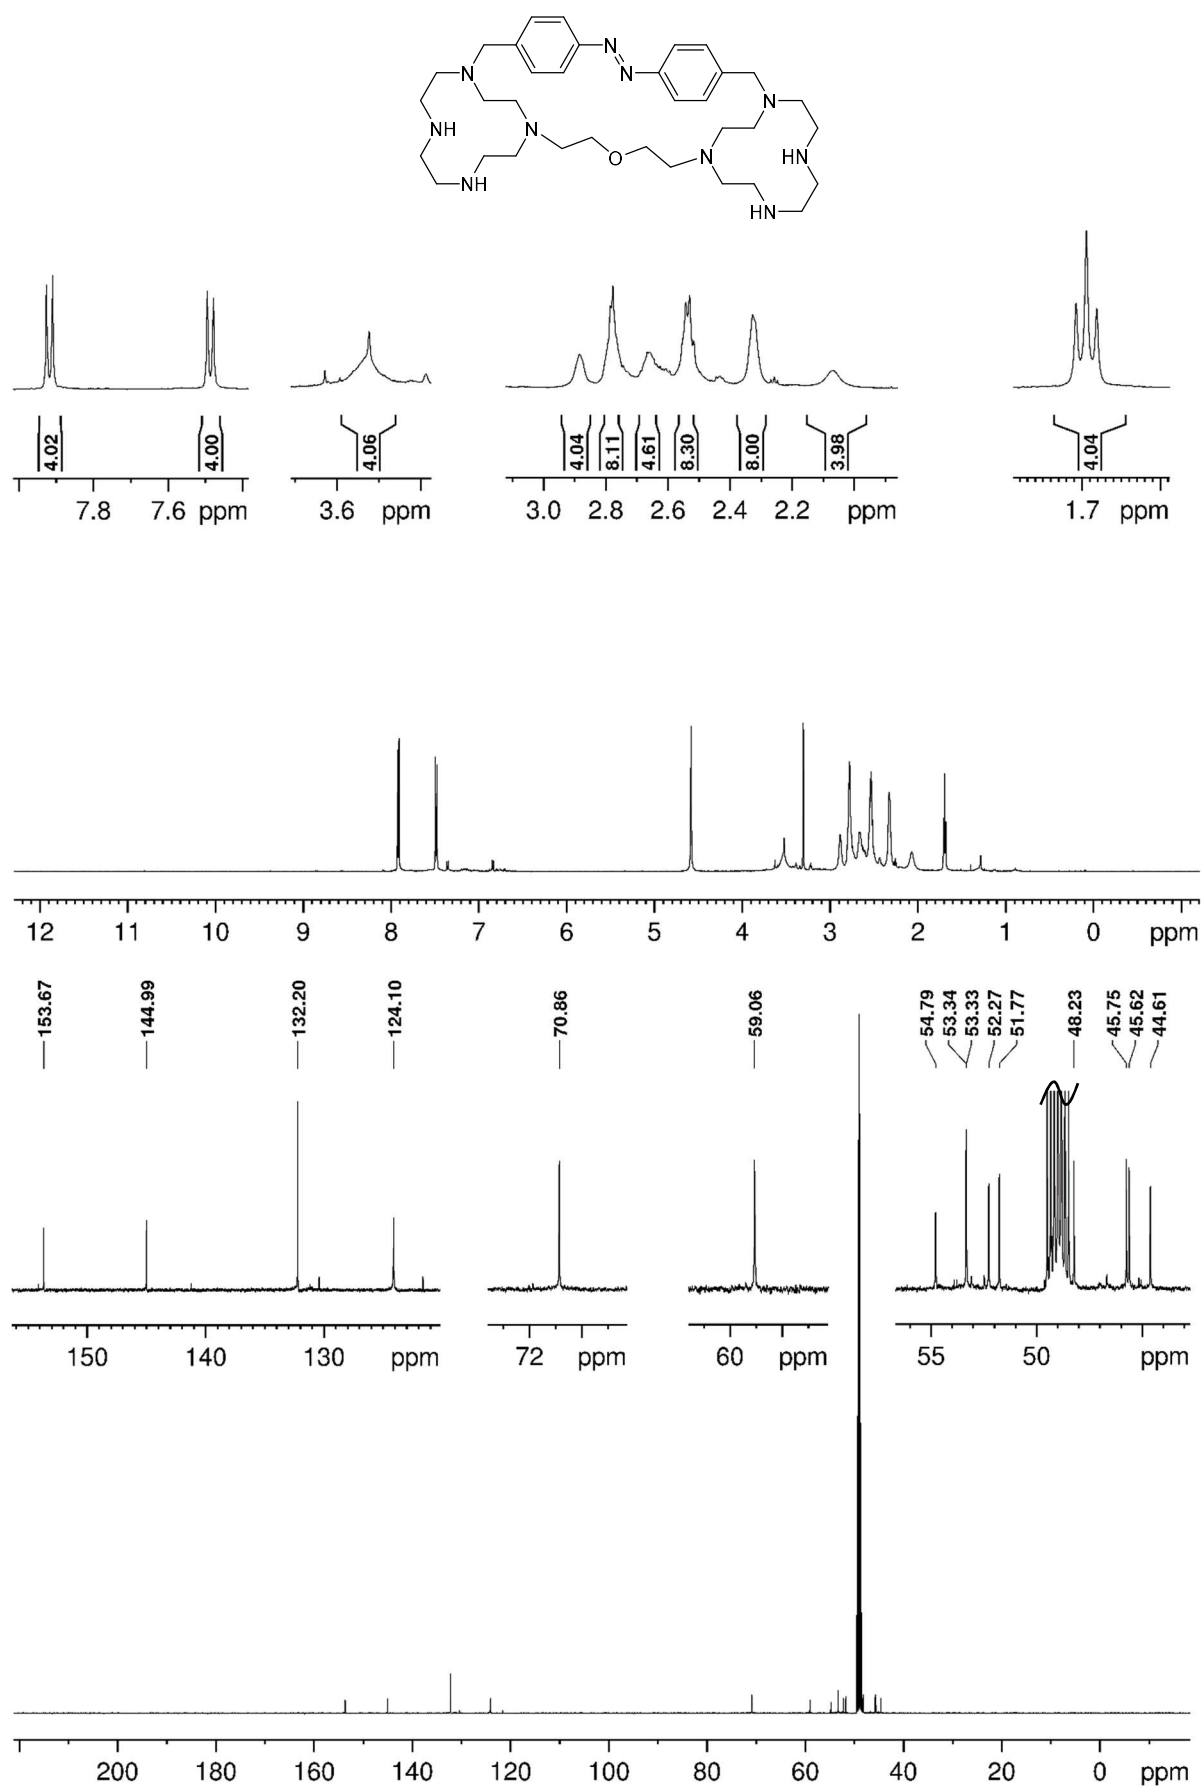 N
N
N
N
NH
N
N
HN
O
NH
HN
4.02
4.00
4.06
4.04
8.11
4.61
8.30
8.00
3.98
4.04
7.8 7.6 ppm
3.6 ppm
3.0 2.8 2.6 2.4 2.2 ppm
1.7 ppm
12 11 10 9 8 7 6 5 4 3 2 1 0 ppm
153.67
144.99
132.20
124.10
70.86
59.06
54.79
53.34
53.33
52.27
51.77
48.23
45.75
45.62
44.61
150 140 130 ppm
72 ppm
60 ppm
55 50 ppm
200 180 160 140 120 100 80 60 40 20 0 ppm